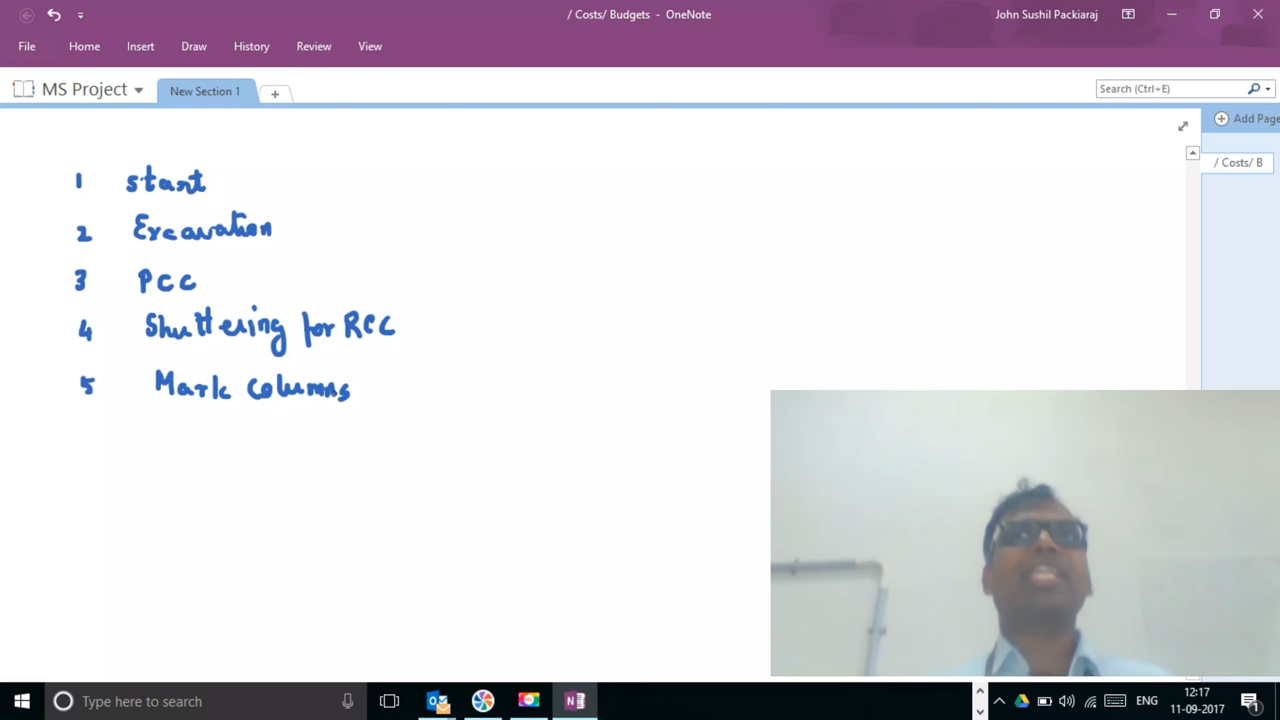 / Costs/ Budgets - OneNote
John Sushil Packiaraj
File Home Insert Draw History Review View
MS Project New Section 1
Search (Ctrl+E)
Add Page
/ Costs/ B
1 start
2 Excavation
3 PCC
4 Shuttering for RCC
5 Mark columns
Type here to search
ENG
12:17
11-09-2017
1